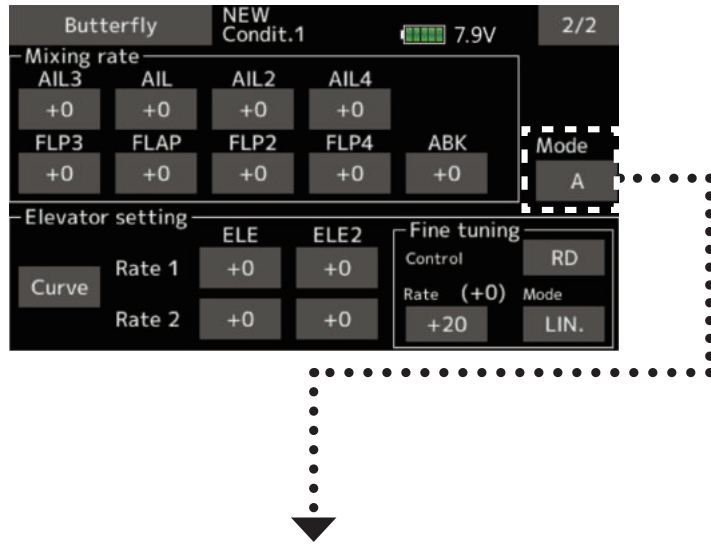 Butterfly NEW Condit.1 7.9V 2/2
Mixing rate
AIL3 AIL AIL2 AIL4
+0 +0 +0 +0
FLP3 FLAP FLP2 FLP4 ABK
+0 +0 +0 +0 +0
Mode
A
Elevator setting
ELE ELE2
Curve
Rate 1 +0 +0
Rate 2 +0 +0
Fine tuning
Control RD
Rate (+0) Mode
+20 LIN.